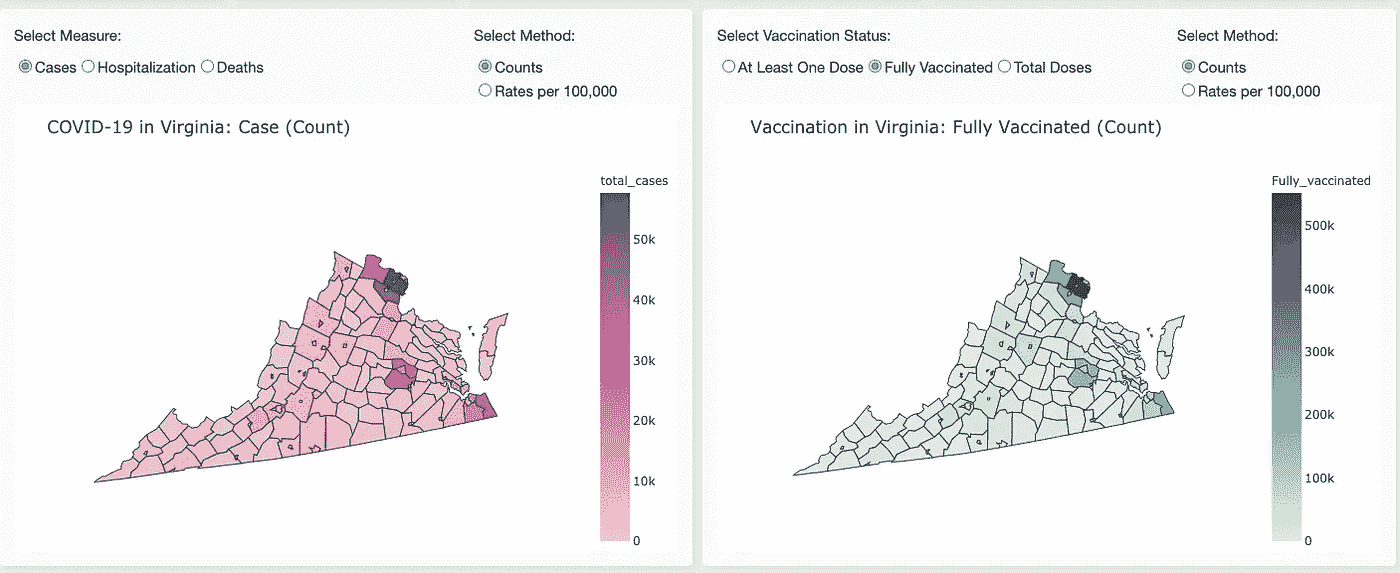 Select Measure:
Select Method:
Cases Hospitalization Deaths
Counts
Rates per 100,000
COVID-19 in Virginia: Case (Count)
total_cases
50k
40k
30k
20k
10k
0
Select Vaccination Status:
Select Method:
At Least One Dose Fully Vaccinated Total Doses
Counts
Rates per 100,000
Vaccination in Virginia: Fully Vaccinated (Count)
Fully_vaccinated
500k
400k
300k
200k
100k
0